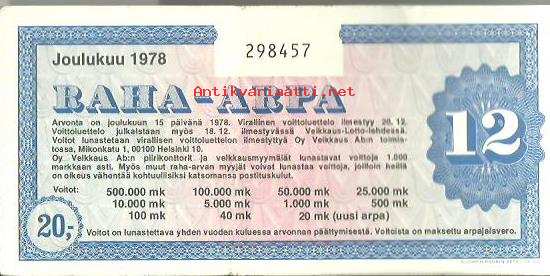 Joulukuu 1978
298457
Antikvariaatti.net
RAHA-ARPA
12
Arvonta on joulukuun 15 päivänä 1978. Virallinen voittoluettelo ilmestyy 20.12.
Voittoluettelo julkaistaan myös 18.12. ilmestyvässä Veikkaus-Lotto-lehdessä.
Voitot lunastetaan virallisen voittoluettelon ilmestyttyä Oy Veikkaus Ab:n toimis-
tossa, Mikonkatu 1, 00100 Helsinki 10.
Oy Veikkaus Ab:n piirikonttorit ja veikkausmyymälät lunastavat voittoja 1.000
markkaan asti. Myös muut raha-arvan myyjät voivat lunastaa voittoja, jolloin heillä
on oikeus vähentää kohtuullisiksi katsomansa postituskulut.
Voitot: 500.000 mk 100.000 mk 50.000 mk 25.000 mk
10.000 mk 5.000 mk 1.000 mk 500 mk
100 mk 40 mk 20 mk (uusi arpa)
20,-
Voitot on lunastettava yhden vuoden kuluessa arvonnan päättymisestä. Voitoista on maksettu arpajaisvero.